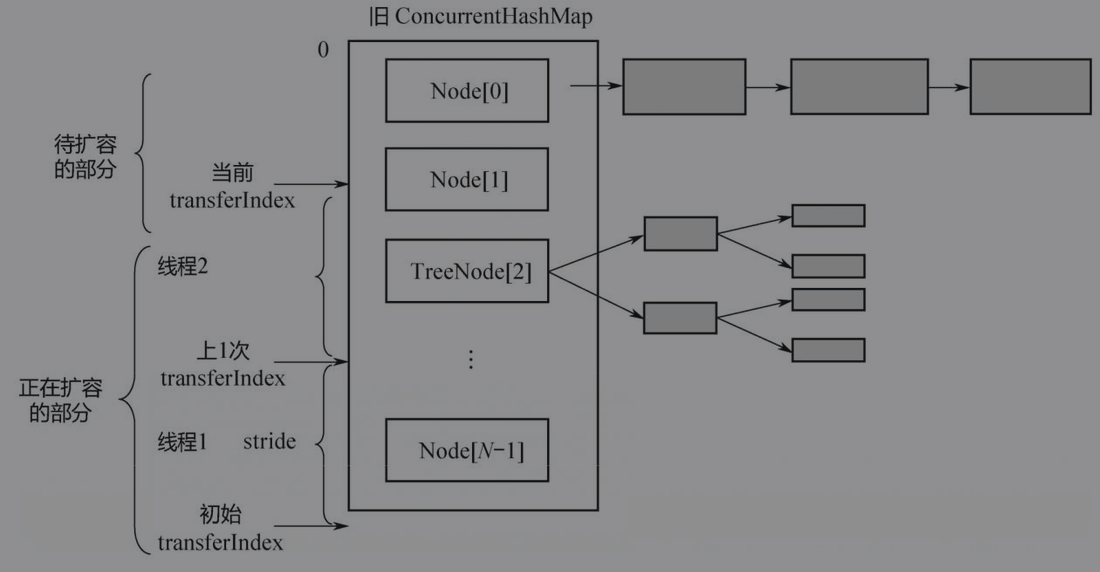 旧 ConcurrentHashMap
0
Node[0]
待扩容
的部分
当前
transferIndex
Node[1]
线程2
TreeNode[2]
上1次
transferIndex
⋮
正在扩容
的部分
线程1 stride
Node[N-1]
初始
transferIndex